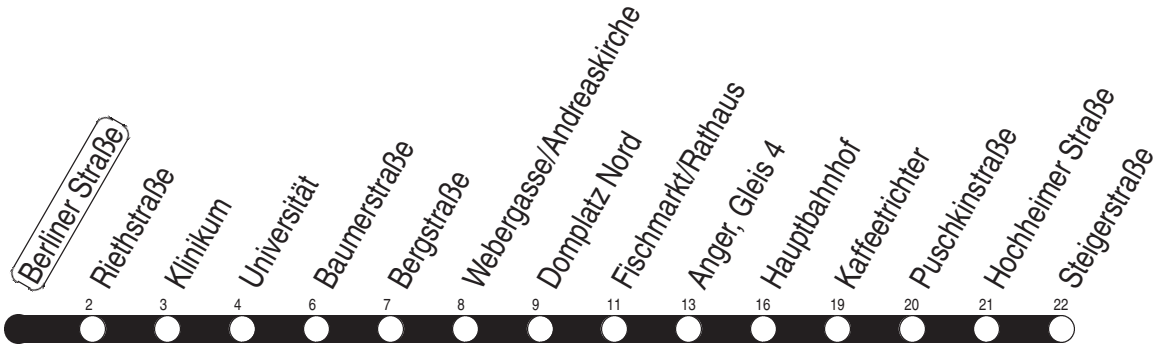 Berliner Straße
Riethstraße
Klinikum
Universität
Baumerstraße
Bergstraße
Webergasse/Andreaskirche
Domplatz Nord
Fischmarkt/Rathaus
Anger, Gleis 4
Hauptbahnhof
Kaffeetrichter
Puschkinstraße
Hochheimer Straße
Steigerstraße
2 3 4 6 7 8 9 11 13 16 19 20 21 22